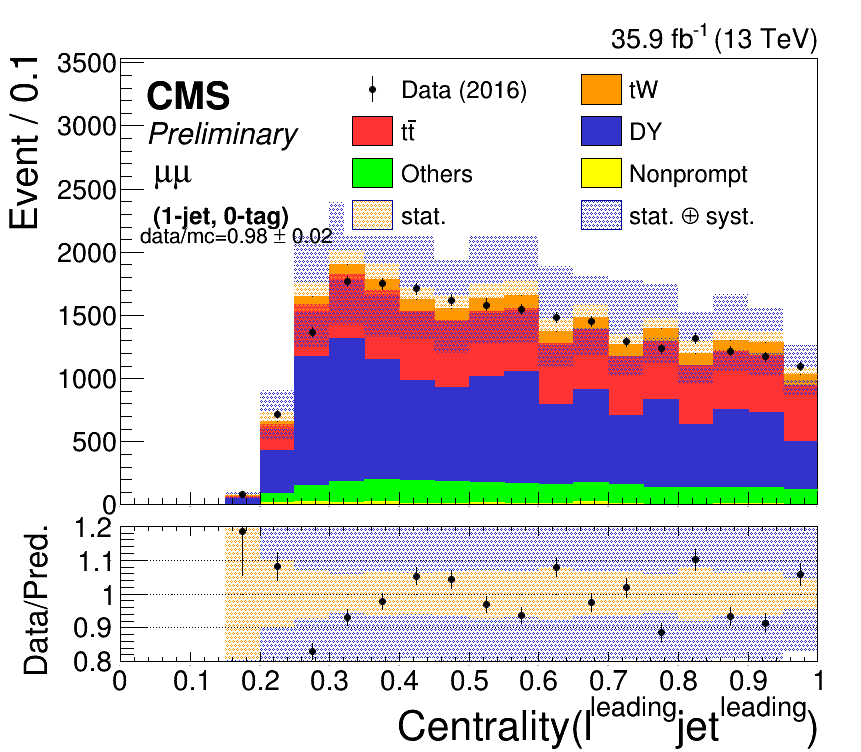 35.9 fb⁻¹ (13 TeV)
Event / 0.1
3500
3000
2500
2000
1500
1000
500
0
CMS
Preliminary
μμ
(1-jet, 0-tag)
data/mc=0.98 ± 0.02
Data (2016)
tW
tt̄
DY
Others
Nonprompt
stat.
stat. ⊕ syst.
Data/Pred.
1.2
1.1
1
0.9
0.8
0 0.1 0.2 0.3 0.4 0.5 0.6 0.7 0.8 0.9 1
Centrality(l^leading jet^leading)